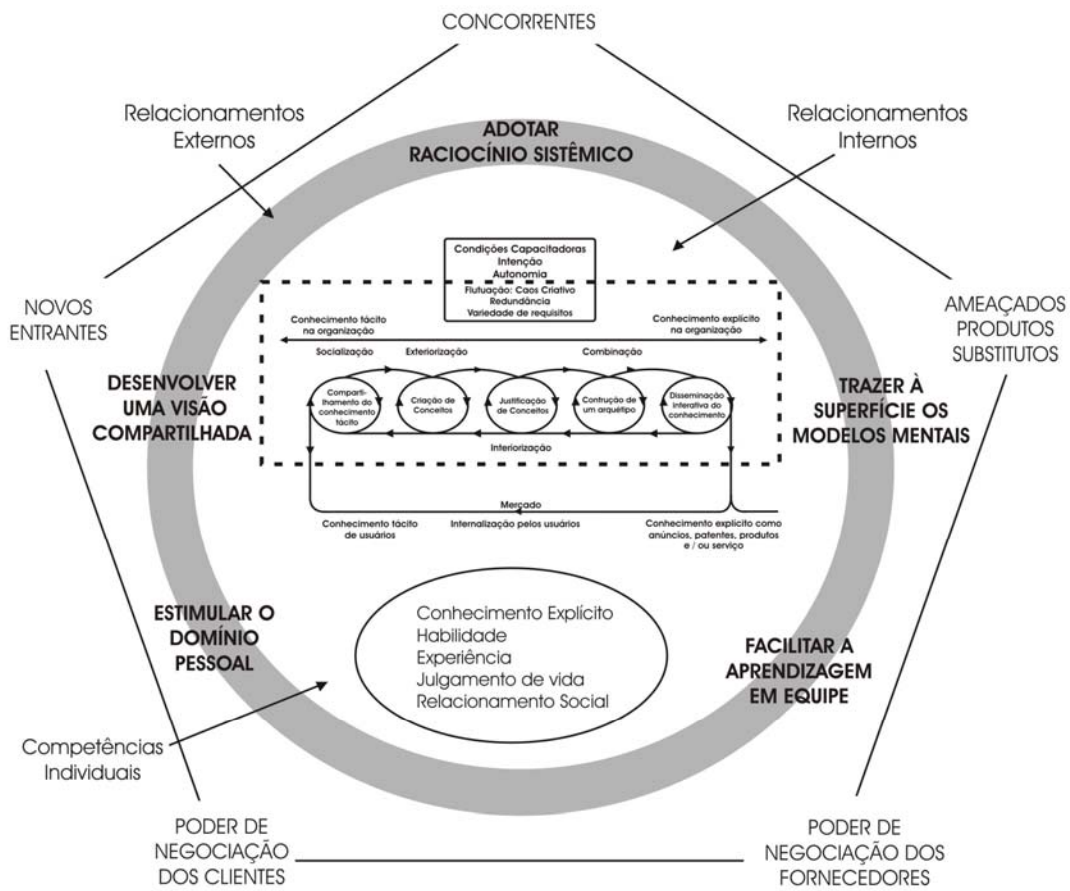 CONCORRENTES
Relacionamentos
Externos
ADOTAR
RACIOCÍNIO SISTÊMICO
Relacionamentos
Internos
Condições Capacitadoras
Intenção
Autonomia
Flutuação: Caos Criativo
Redundância
Variedade de requisitos
NOVOS
ENTRANTES
AMEAÇADOS
PRODUTOS
SUBSTITUTOS
Conhecimento tácito
na organização
Conhecimento explícito
na organização
Socialização
Exteriorização
Combinação
DESENVOLVER
UMA VISÃO
COMPARTILHADA
Comparti-
lhamento do
conhecimento
tácito
Criação de
Conceitos
Justificação
de Conceitos
Contrução de
um arquétipo
Disseminação
interativa do
conhecimento
TRAZER À
SUPERFÍCIE OS
MODELOS MENTAIS
Interiorização
Mercado
Conhecimento tácito
de usuários
Internalização pelos usuários
Conhecimento explícito como
anúncios, patentes, produtos
e / ou serviço
ESTIMULAR O
DOMÍNIO
PESSOAL
Conhecimento Explícito
Habilidade
Experiência
Julgamento de vida
Relacionamento Social
FACILITAR A
APRENDIZAGEM
EM EQUIPE
Competências
Individuais
PODER DE
NEGOCIAÇÃO
DOS CLIENTES
PODER DE
NEGOCIAÇÃO DOS
FORNECEDORES